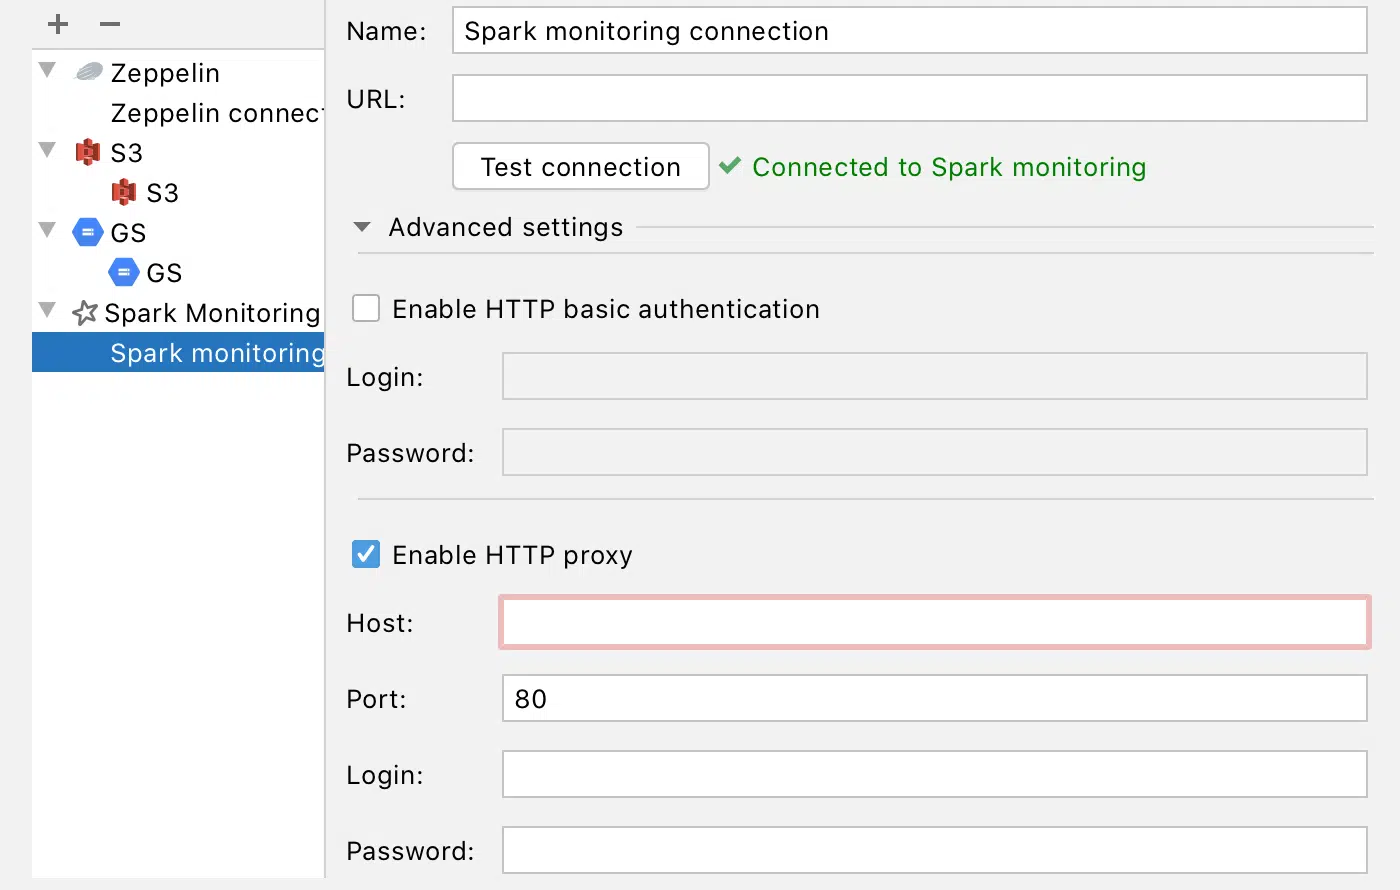 Zeppelin
Zeppelin connec
S3
S3
GS
GS
Spark Monitoring
Spark monitoring
Name: Spark monitoring connection
URL:
Test connection Connected to Spark monitoring
Advanced settings
Enable HTTP basic authentication
Login:
Password:
Enable HTTP proxy
Host:
Port: 80
Login:
Password: